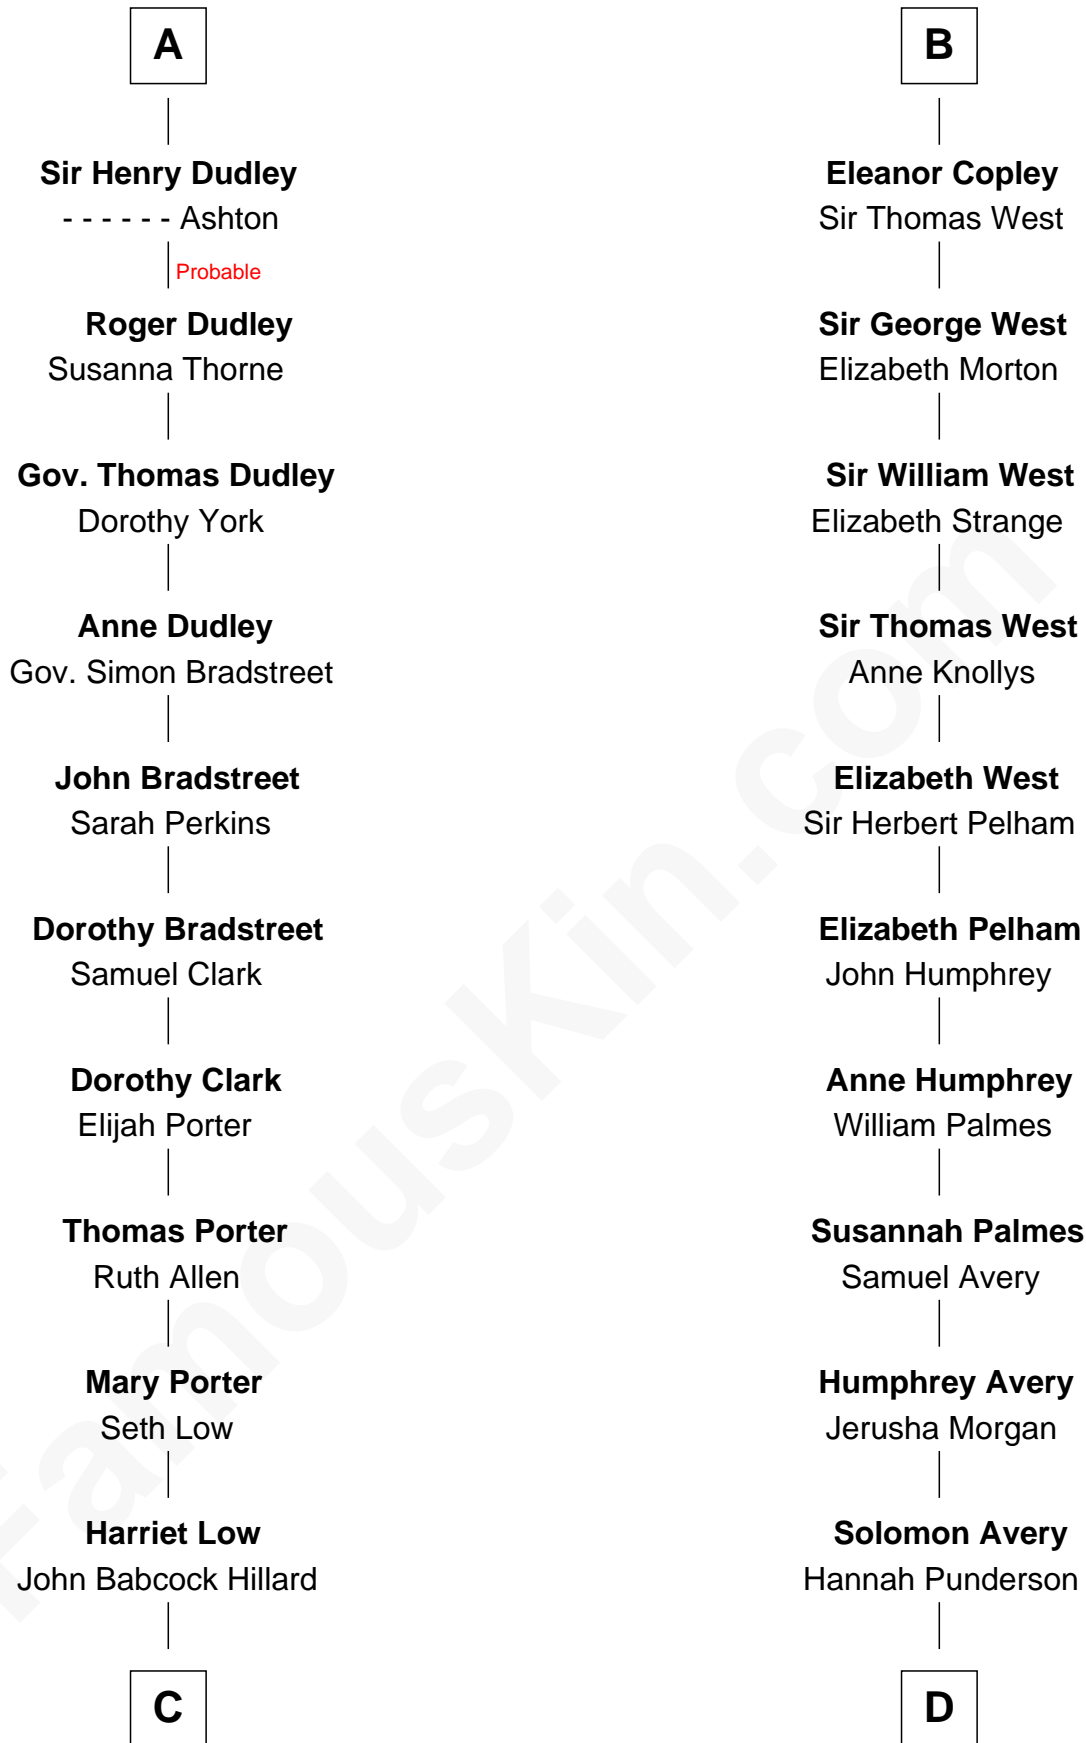 A
Sir Henry Dudley
- - - - - - Ashton
Probable
Roger Dudley
Susanna Thorne
Gov. Thomas Dudley
Dorothy York
Anne Dudley
Gov. Simon Bradstreet
John Bradstreet
Sarah Perkins
Dorothy Bradstreet
Samuel Clark
Dorothy Clark
Elijah Porter
Thomas Porter
Ruth Allen
Mary Porter
Seth Low
Harriet Low
John Babcock Hillard
C
B
Eleanor Copley
Sir Thomas West
Sir George West
Elizabeth Morton
Sir William West
Elizabeth Strange
Sir Thomas West
Anne Knollys
Elizabeth West
Sir Herbert Pelham
Elizabeth Pelham
John Humphrey
Anne Humphrey
William Palmes
Susannah Palmes
Samuel Avery
Humphrey Avery
Jerusha Morgan
Solomon Avery
Hannah Punderson
D
FamousKin.com